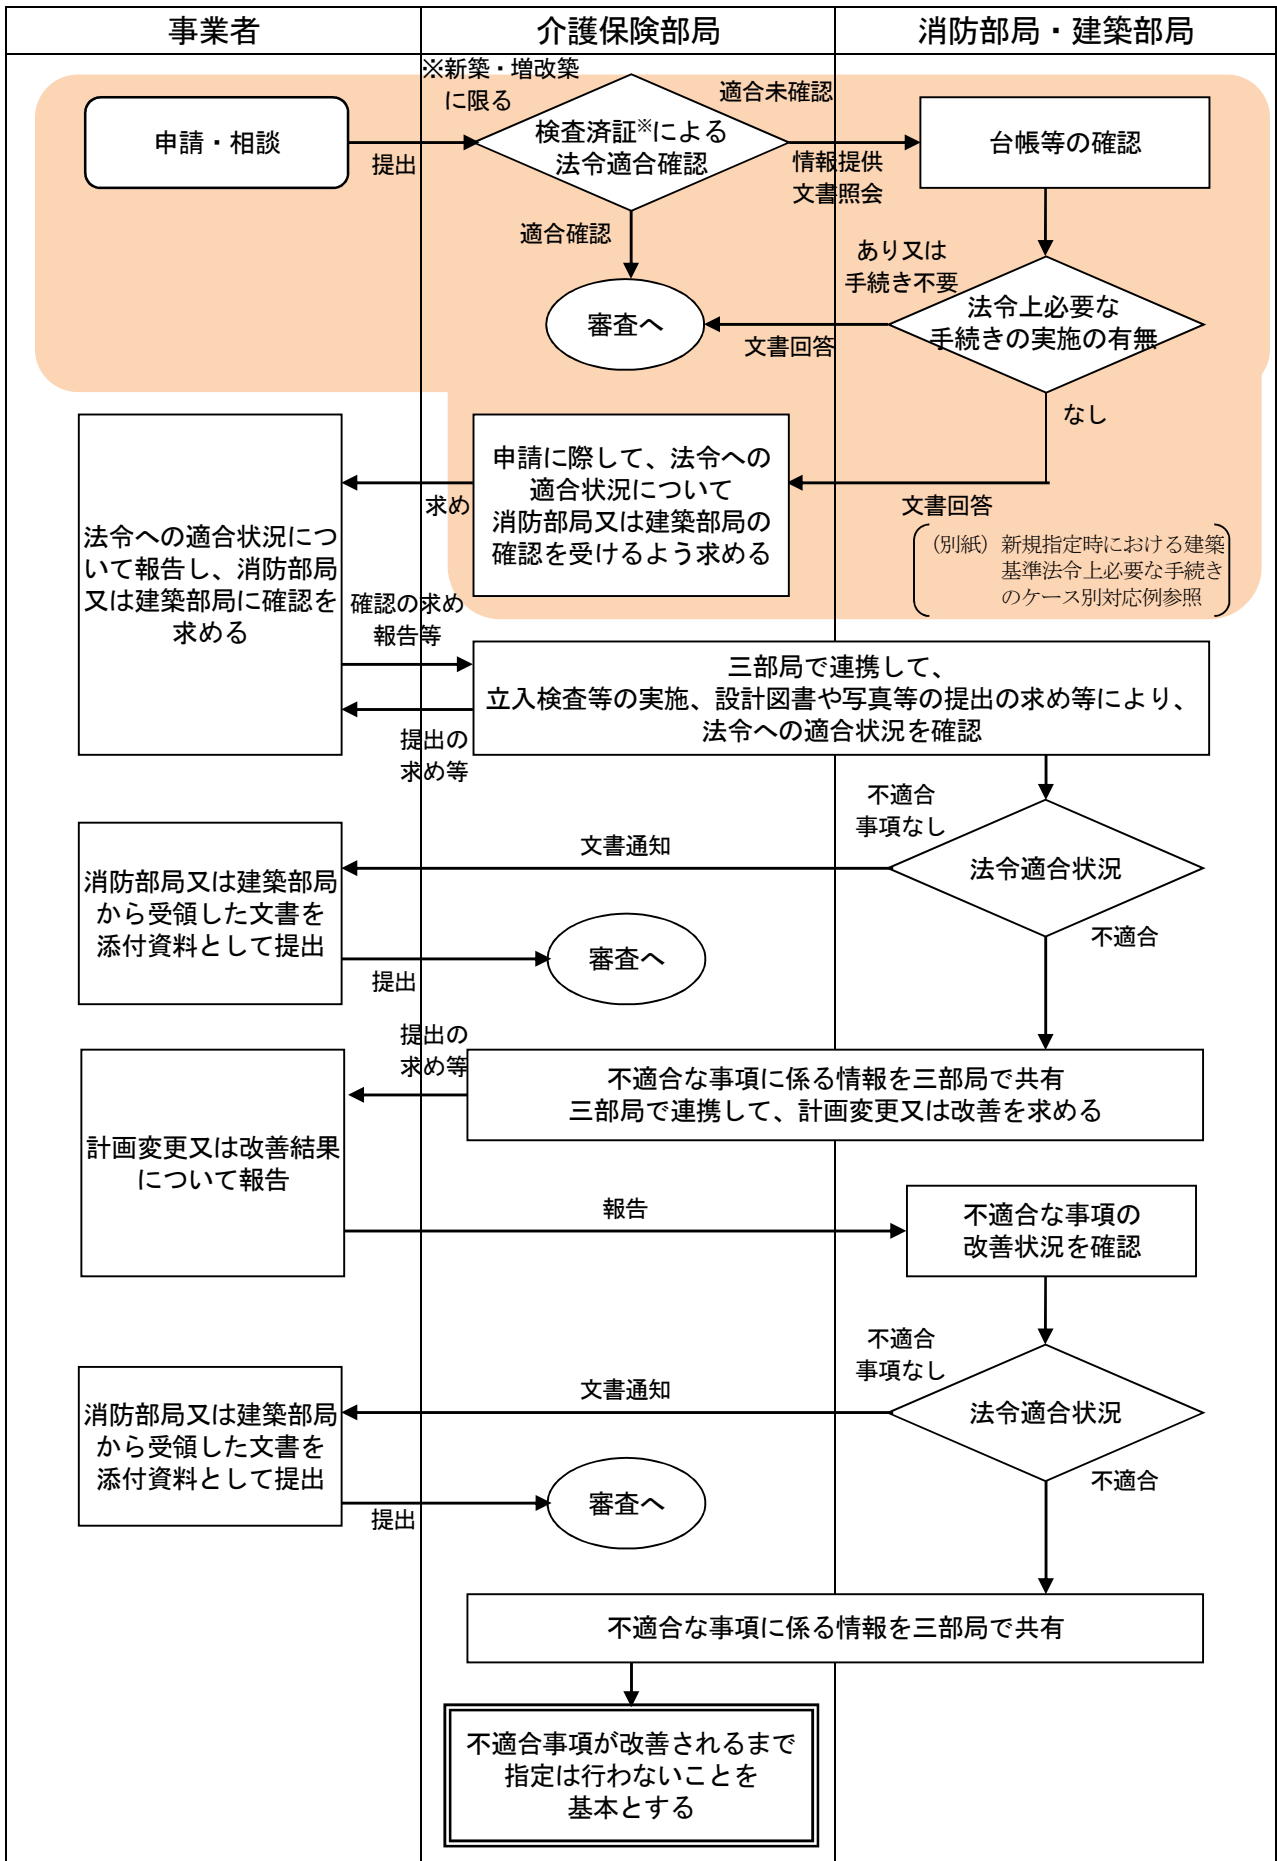 事業者
介護保険部局
消防部局・建築部局
※新築・増改築
に限る
申請・相談
提出
検査済証※による
法令適合確認
適合未確認
情報提供
文書照会
台帳等の確認
適合確認
審査へ
あり又は
手続き不要
文書回答
法令上必要な
手続きの実施の有無
なし
申請に際して、法令への
適合状況について
消防部局又は建築部局の
確認を受けるよう求める
求め
文書回答
（別紙）新規指定時における建築
基準法令上必要な手続き
のケース別対応例参照
法令への適合状況につ
いて報告し、消防部局
又は建築部局に確認を
求める
確認の求め
報告等
三部局で連携して、
立入検査等の実施、設計図書や写真等の提出の求め等により、
法令への適合状況を確認
提出の
求め等
不適合
事項なし
法令適合状況
文書通知
消防部局又は建築部局
から受領した文書を
添付資料として提出
提出
審査へ
不適合
提出の
求め等
不適合な事項に係る情報を三部局で共有
三部局で連携して、計画変更又は改善を求める
計画変更又は改善結果
について報告
報告
不適合な事項の
改善状況を確認
不適合
事項なし
法令適合状況
文書通知
消防部局又は建築部局
から受領した文書を
添付資料として提出
提出
審査へ
不適合
不適合な事項に係る情報を三部局で共有
不適合事項が改善されるまで
指定は行わないことを
基本とする